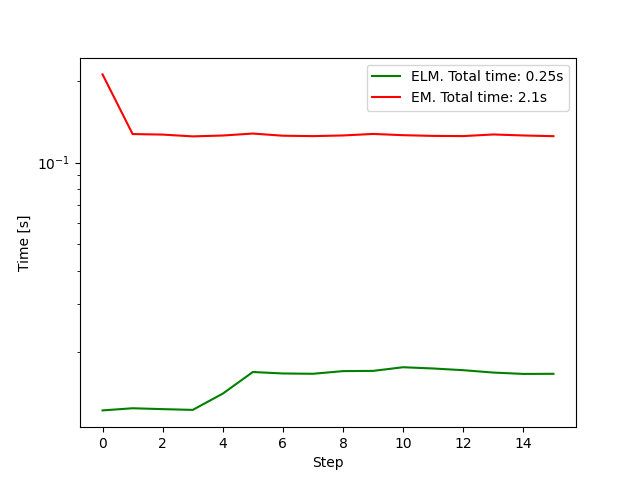 ELM. Total time: 0.25s
EM. Total time: 2.1s
10⁻¹
Time [s]
0 2 4 6 8 10 12 14
Step